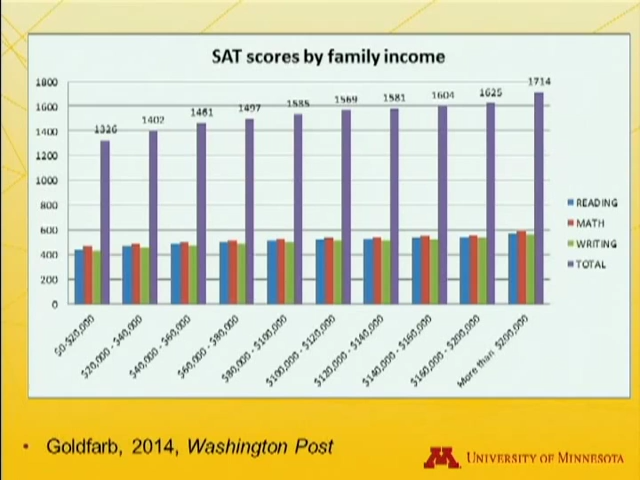 SAT scores by family income
1800
1600
1400
1200
1000
800
600
400
200
0
1326
1402
1461
1497
1535
1569
1581
1604
1625
1714
READING
MATH
WRITING
TOTAL
$0-$20,000
$20,000 - $40,000
$40,000 - $60,000
$60,000 - $80,000
$80,000 - $100,000
$100,000 - $120,000
$120,000 - $140,000
$140,000 - $160,000
$160,000 - $200,000
More than $200,000
• Goldfarb, 2014, Washington Post
M UNIVERSITY OF MINNESOTA